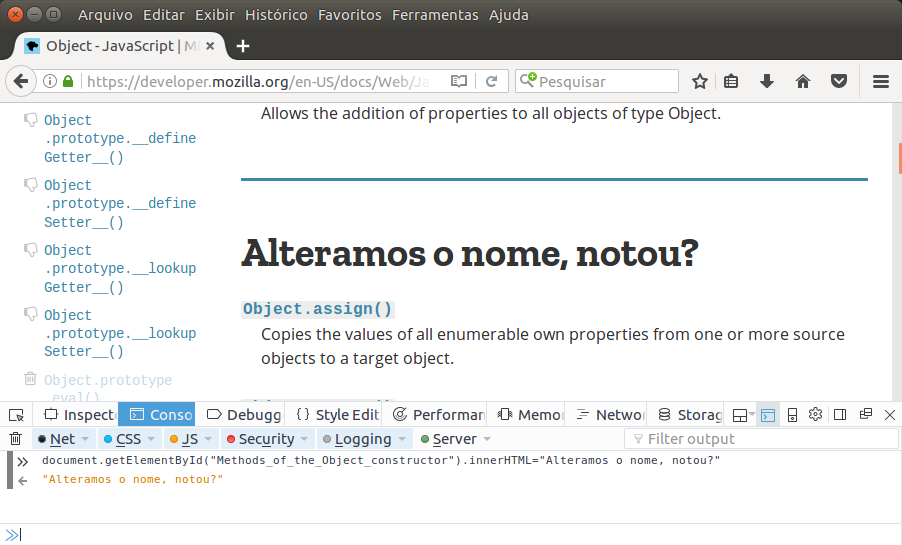 Arquivo Editar Exibir Histórico Favoritos Ferramentas Ajuda
Object - JavaScript | M
https://developer.mozilla.org/en-US/docs/Web/Ja
Pesquisar
Object
.prototype.__define
Getter__()
Object
.prototype.__define
Setter__()
Object
.prototype.__lookup
Getter__()
Object
.prototype.__lookup
Setter__()
Object.prototype
.eval()
Allows the addition of properties to all objects of type Object.
Alteramos o nome, notou?
Object.assign()
Copies the values of all enumerable own properties from one or more source
objects to a target object.
Inspect Conso Debugg {} Style Edit Performan Memo Netwo Storag
Net CSS JS Security Logging Server Filter output
document.getElementById("Methods_of_the_Object_constructor").innerHTML="Alteramos o nome, notou?"
"Alteramos o nome, notou?"